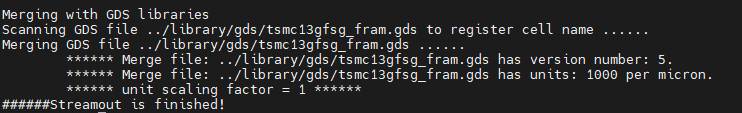 Merging with GDS libraries
Scanning GDS file ../library/gds/tsmc13gfsg_fram.gds to register cell name ......
Merging GDS file ../library/gds/tsmc13gfsg_fram.gds ......
****** Merge file: ../library/gds/tsmc13gfsg_fram.gds has version number: 5.
****** Merge file: ../library/gds/tsmc13gfsg_fram.gds has units: 1000 per micron.
****** unit scaling factor = 1 ******
######Streamout is finished!